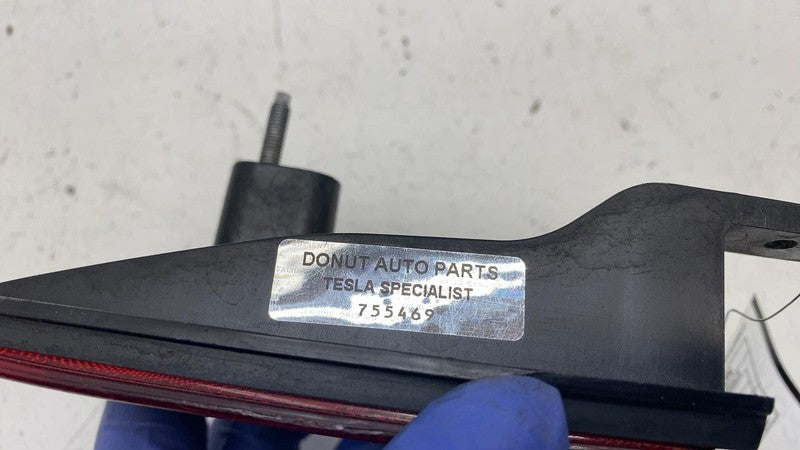 DONUT AUTO PARTS
TESLA SPECIALIST
755469